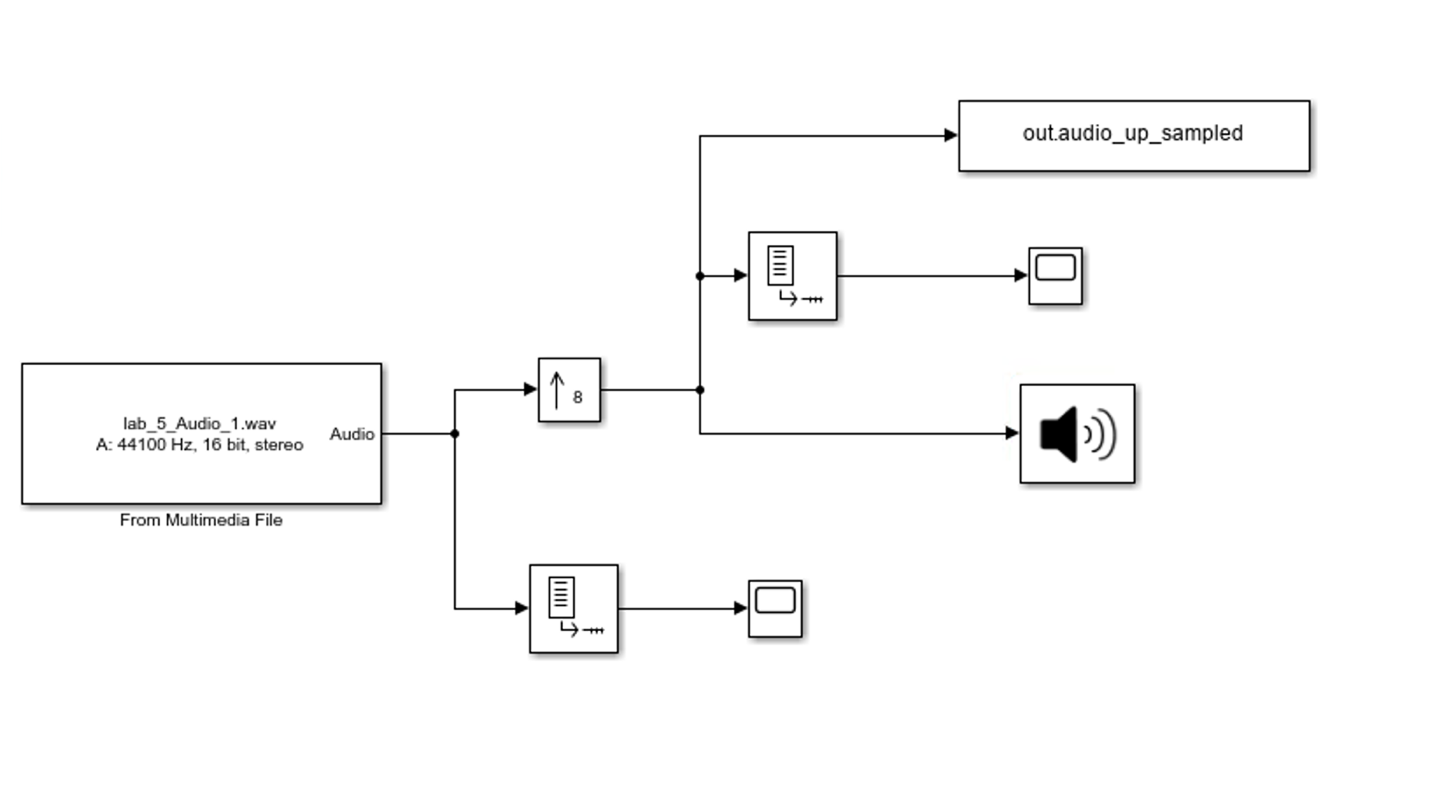 out.audio_up_sampled
8
lab_5_Audio_1.wav
A: 44100 Hz, 16 bit, stereo
Audio
From Multimedia File